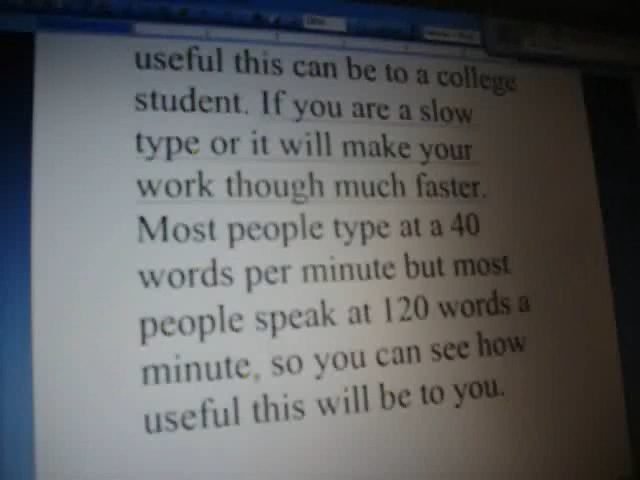 useful this can be to a college
student. If you are a slow
type or it will make your
work though much faster.
Most people type at a 40
words per minute but most
people speak at 120 words a
minute, so you can see how
useful this will be to you.